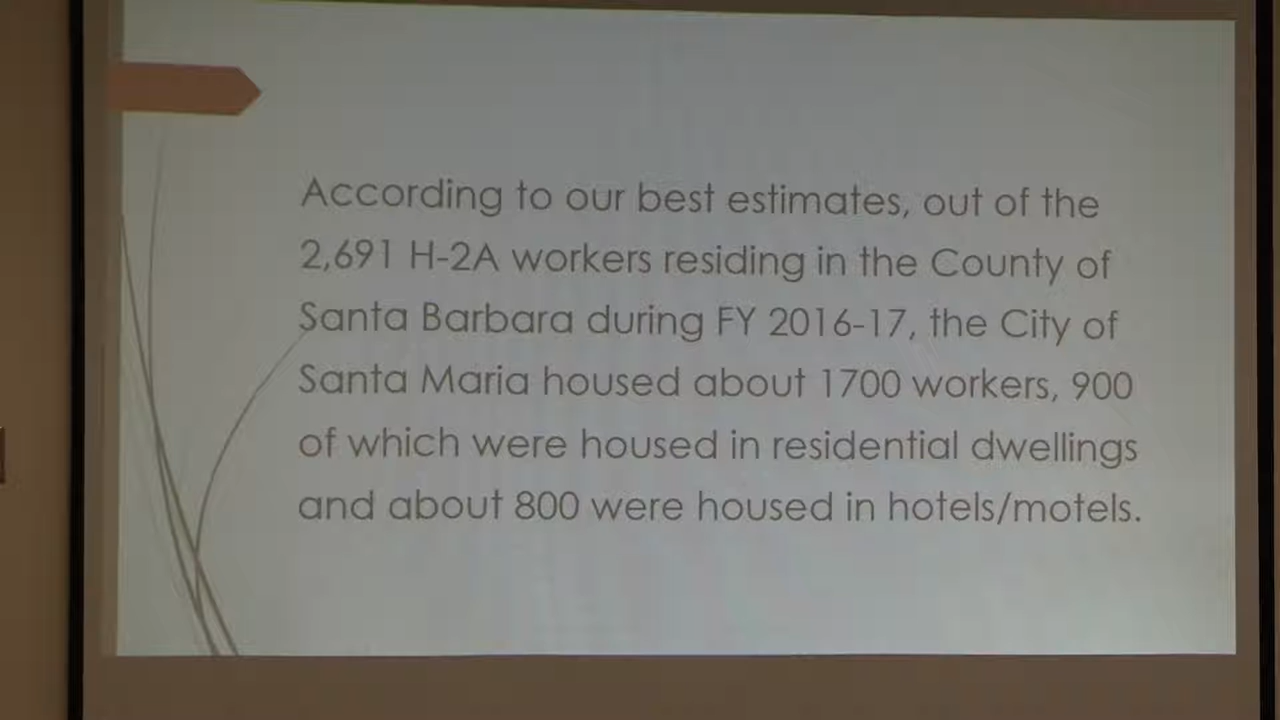 According to our best estimates, out of the
2,691 H-2A workers residing in the County of
Santa Barbara during FY 2016-17, the City of
Santa Maria housed about 1700 workers, 900
of which were housed in residential dwellings
and about 800 were housed in hotels/motels.